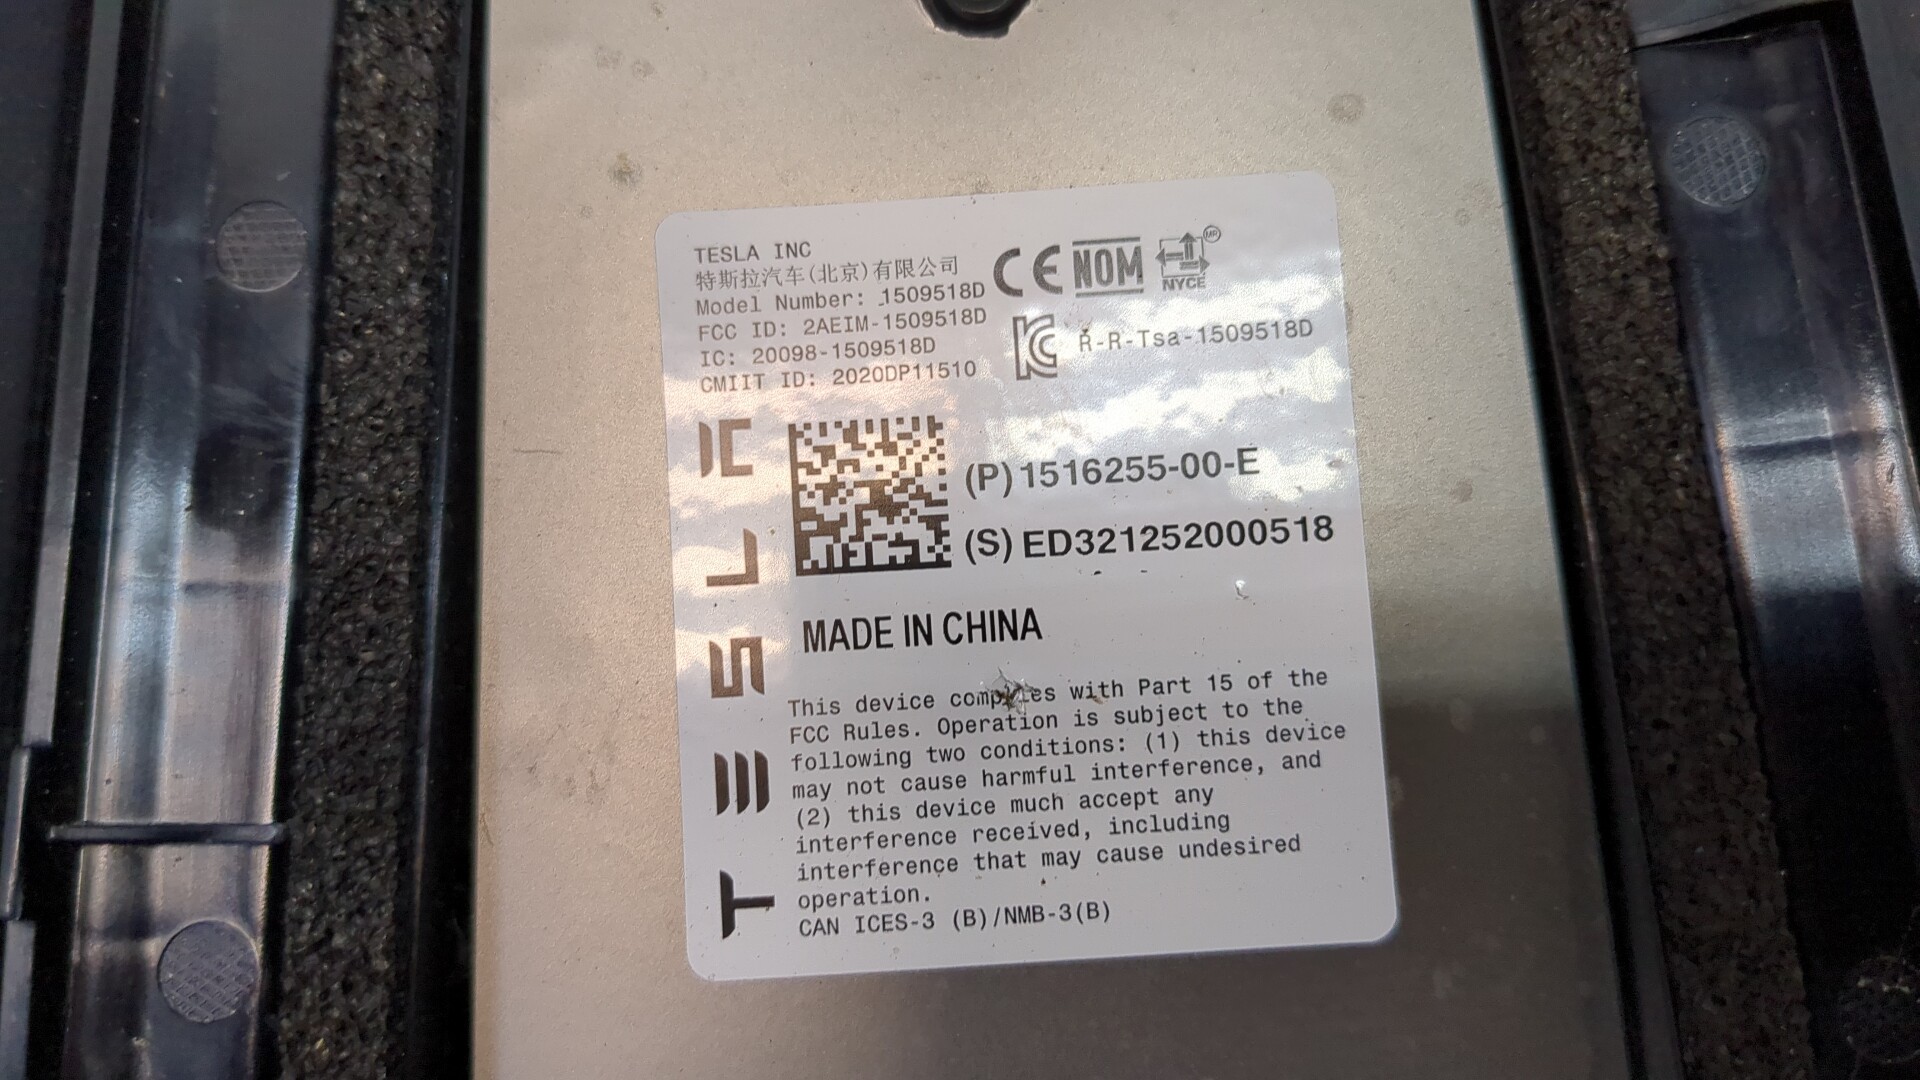 TESLA INC
特斯拉汽车(北京)有限公司
Model Number: 1509518D
FCC ID: 2AEIM-1509518D
IC: 20098-1509518D
CMIIT ID: 2020DP11510
CE
NOM
NYCE
MR
KC
R-R-Tsa-1509518D
(P) 1516255-00-E
(S) ED321252000518
TESLA
MADE IN CHINA
This device complies with Part 15 of the
FCC Rules. Operation is subject to the
following two conditions: (1) this device
may not cause harmful interference, and
(2) this device much accept any
interference received, including
interference that may cause undesired
operation.
CAN ICES-3 (B)/NMB-3(B)